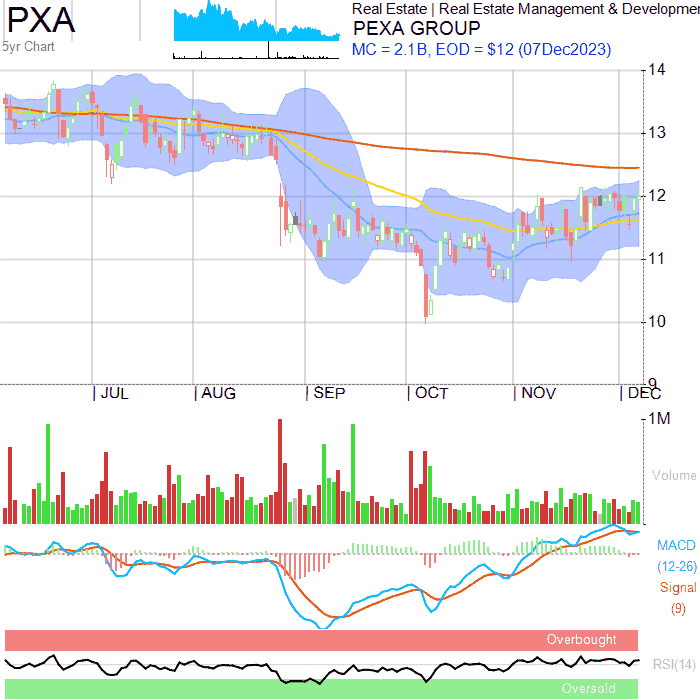 PXA
5yr Chart
Real Estate | Real Estate Management & Developmen
PEXA GROUP
MC = 2.1B, EOD = $12 (07Dec2023)
14
13
12
11
10
9
JUL AUG SEP OCT NOV DEC
1M
Volume
MACD
(12-26)
Signal
(9)
Overbought
RSI(14)
Oversold